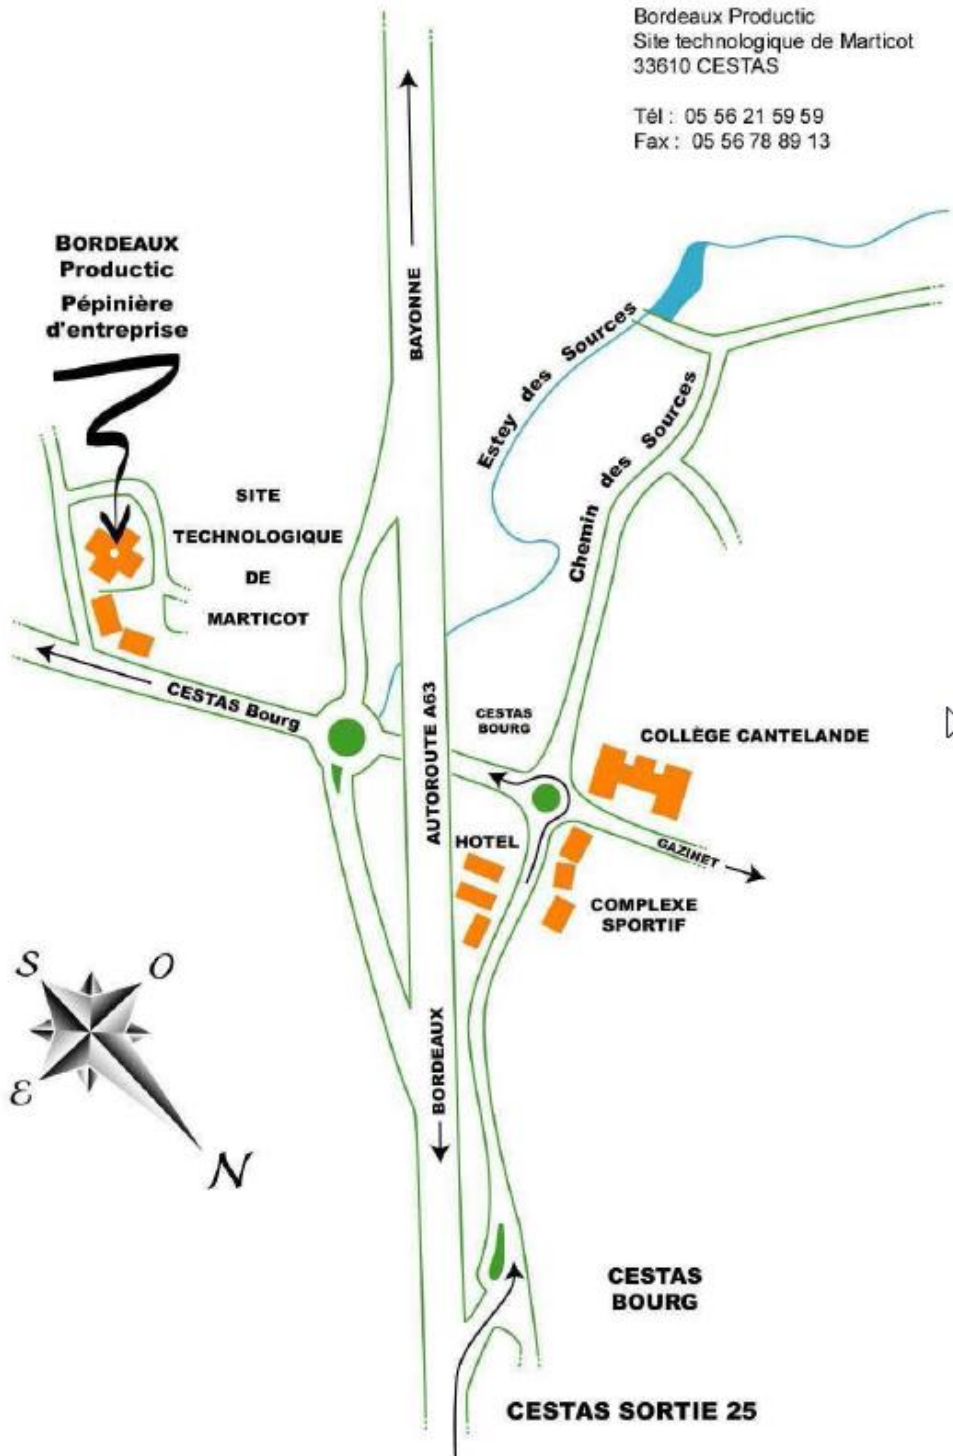 Bordeaux Productic
Site technologique de Marticot
33610 CESTAS
Tél : 05 56 21 59 59
Fax : 05 56 78 89 13
BORDEAUX
Productic
Pépinière
d'entreprise
BAYONNE
Estey des Sources
Chemin des Sources
SITE
TECHNOLOGIQUE
DE
MARTICOT
CESTAS Bourg
AUTOROUTE A63
CESTAS
BOURG
COLLÈGE CANTELANDE
HOTEL
GAZINET
COMPLEXE
SPORTIF
S
O
E
N
BORDEAUX
CESTAS
BOURG
CESTAS SORTIE 25